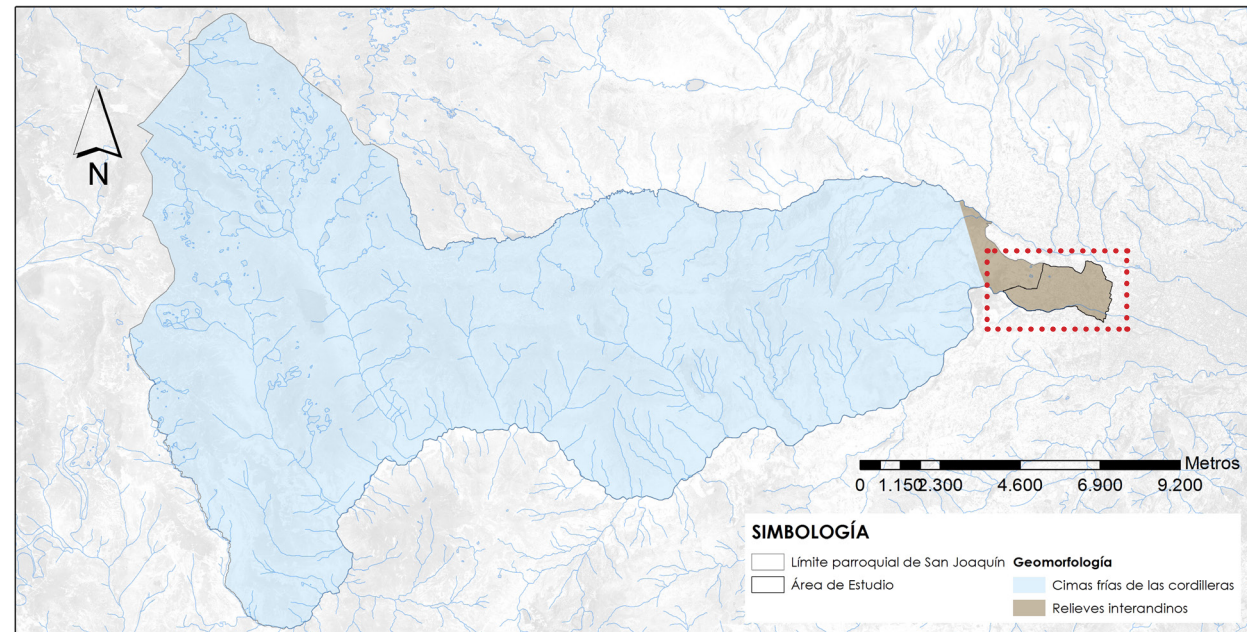 N
Metros
0 1.150 2.300 4.600 6.900 9.200
SIMBOLOGÍA
Límite parroquial de San Joaquín
Área de Estudio
Geomorfología
Cimas frías de las cordilleras
Relieves interandinos